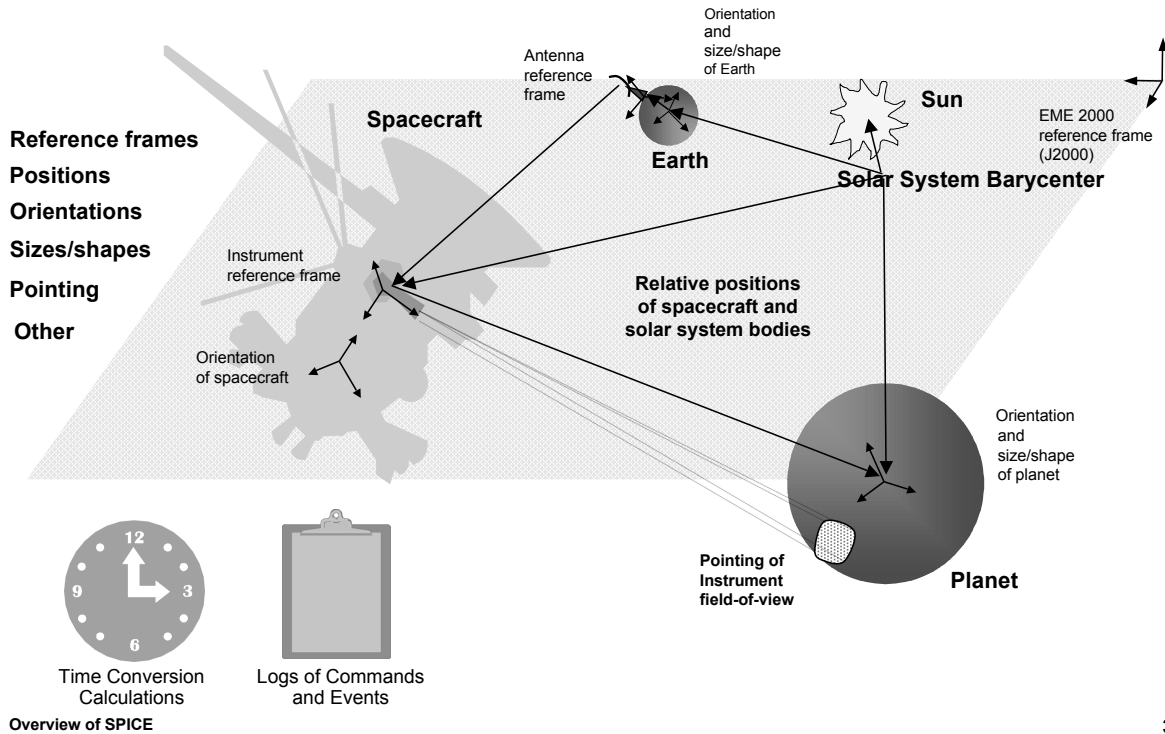 Orientation
and
size/shape
of Earth
Antenna
reference
frame
Spacecraft
Sun
EME 2000
reference frame
(J2000)
Earth
Solar System Barycenter
Reference frames
Positions
Orientations
Sizes/shapes
Pointing
Other
Instrument
reference frame
Relative positions
of spacecraft and
solar system bodies
Orientation
of spacecraft
Orientation
and
size/shape
of planet
Pointing of
Instrument
field-of-view
Planet
12
9
3
6
Time Conversion
Calculations
Logs of Commands
and Events
Overview of SPICE
3